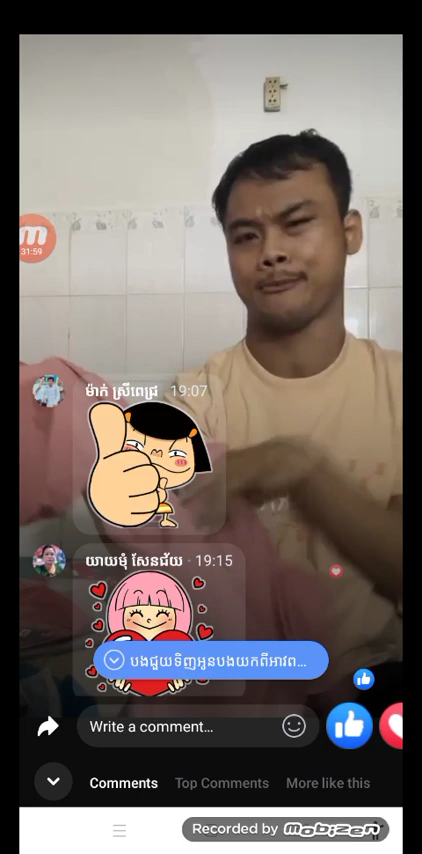 m
31:59
ម៉ាក់ ស្រីពេជ្រ 19:07
យាយមុំ សែនជ័យ · 19:15
បងជួយទិញអូនបងយកពីអាវព...
Write a comment...
Comments Top Comments More like this
Recorded by MOBIZEN